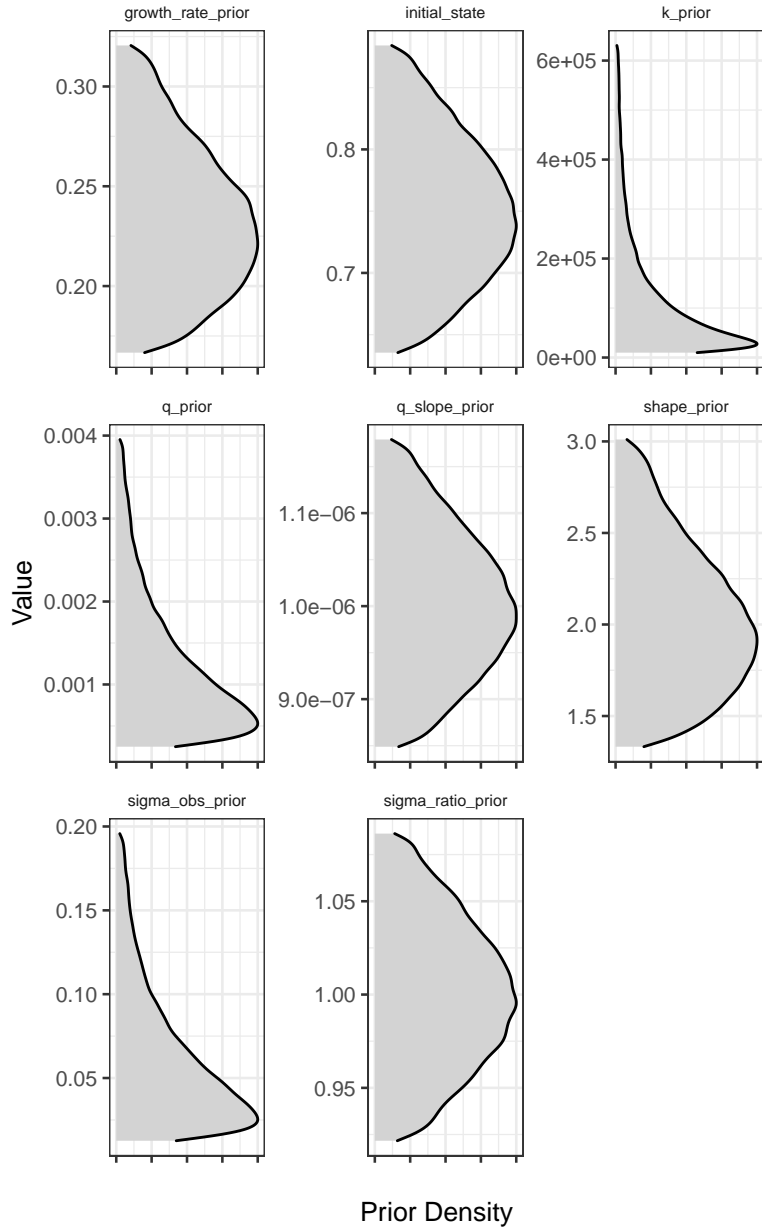 growth_rate_prior
initial_state
k_prior
0.30
0.25
0.20
0.8
0.7
6e+05
4e+05
2e+05
0e+00
q_prior
q_slope_prior
shape_prior
0.004
0.003
0.002
0.001
1.1e−06
1.0e−06
9.0e−07
3.0
2.5
2.0
1.5
Value
sigma_obs_prior
sigma_ratio_prior
0.20
0.15
0.10
0.05
1.05
1.00
0.95
Prior Density